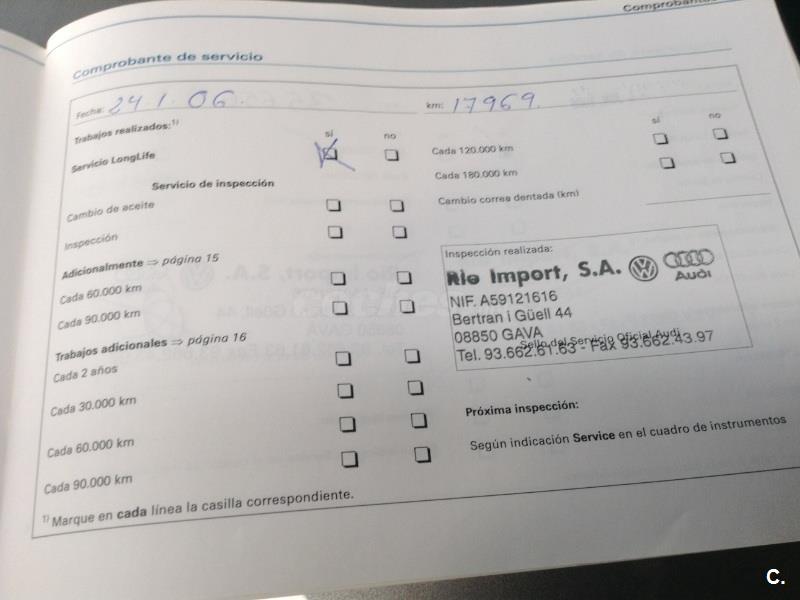 Comprobante de servicio
Fecha: 24 1. 06.
km: 17969.
Trabajos realizados:1)
sí no
Servicio LongLife
Servicio de inspección
Cambio de aceite
Inspección
Adicionalmente ⇒ página 15
Cada 60.000 km
Cada 90.000 km
Trabajos adicionales ⇒ página 16
Cada 2 años
Cada 30.000 km
Cada 60.000 km
Cada 90.000 km
1) Marque en cada línea la casilla correspondiente.
sí no
Cada 120.000 km
Cada 180.000 km
Cambio correa dentada (km)
Inspección realizada:
Rio Import, S.A.
Audi
NIF. A59121616
Bertran i Güell 44
08850 GAVA
Sello del Servicio Oficial Audi
Tel. 93.662.61.63 - Fax 93.662.43.97
Próxima inspección:
Según indicación Service en el cuadro de instrumentos
C.